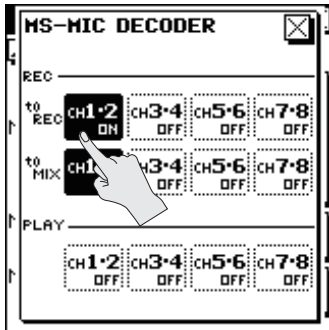 MS-MIC DECODER
REC
to REC CH1·2 ON CH3·4 OFF CH5·6 OFF CH7·8 OFF
to MIX CH1 CH3·4 OFF CH5·6 OFF CH7·8 OFF
PLAY
CH1·2 OFF CH3·4 OFF CH5·6 OFF CH7·8 OFF